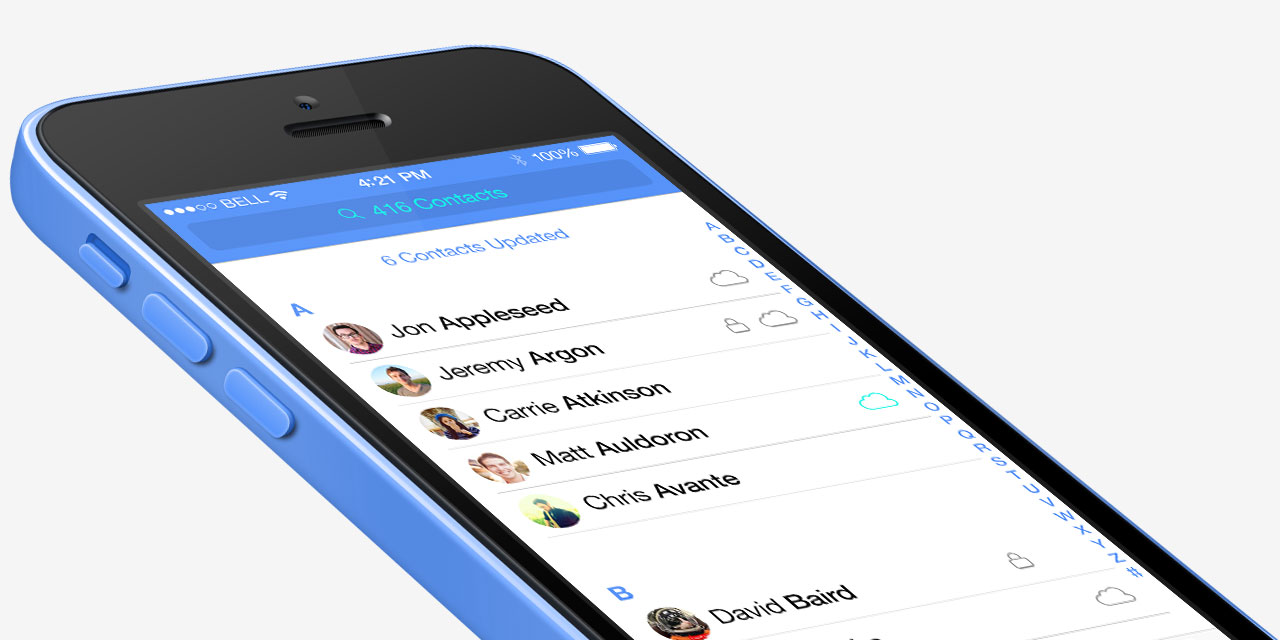 BELL 4:21 PM 100%
416 Contacts
6 Contacts Updated
A
Jon Appleseed
Jeremy Argon
Carrie Atkinson
Matt Auldoron
Chris Avante
B
David Baird
A
B
C
D
E
F
G
H
I
J
K
L
M
N
O
P
Q
R
S
T
U
V
W
X
Y
Z
#